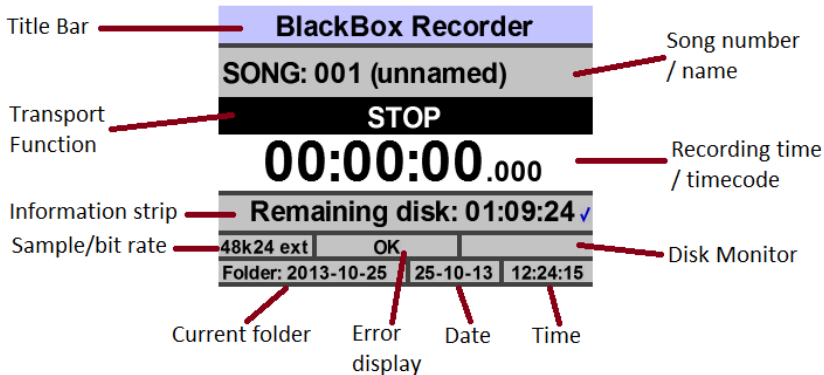 Title Bar
BlackBox Recorder
SONG: 001 (unnamed)
Song number
/ name
Transport
Function
STOP
00:00:00.000
Recording time
/ timecode
Information strip
Remaining disk: 01:09:24 ✓
Sample/bit rate
48k24 ext
OK
Disk Monitor
Folder: 2013-10-25
25-10-13
12:24:15
Current folder
Error
display
Date
Time